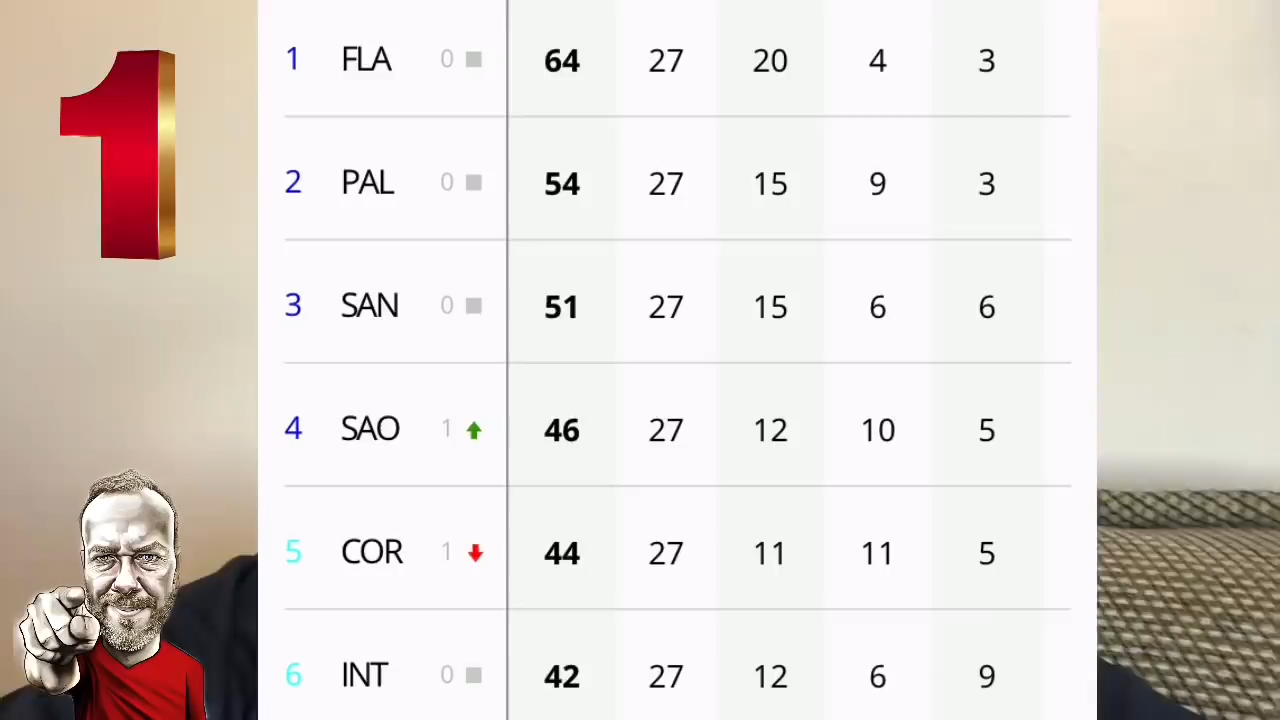 1
1 FLA 0 64 27 20 4 3
2 PAL 0 54 27 15 9 3
3 SAN 0 51 27 15 6 6
4 SAO 1 46 27 12 10 5
5 COR 1 44 27 11 11 5
6 INT 0 42 27 12 6 9